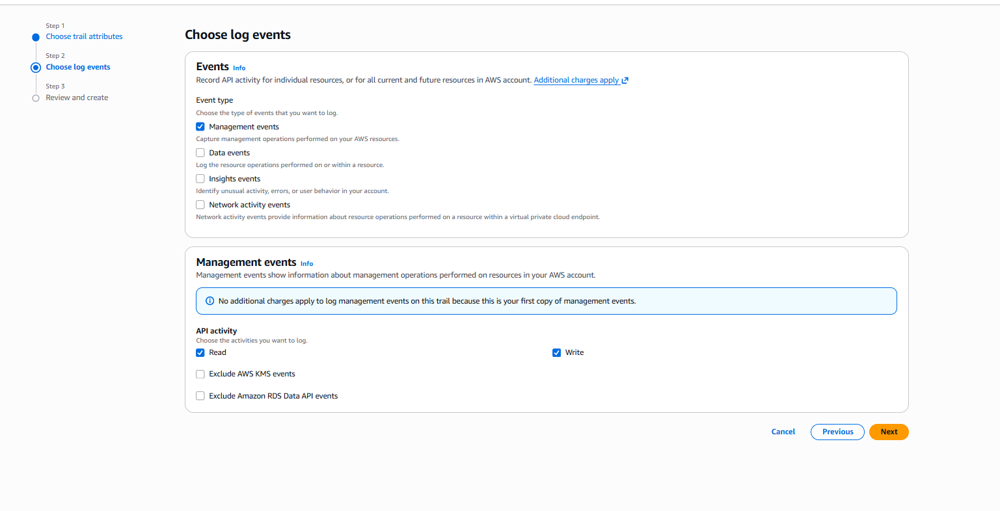 Step 1
Choose trail attributes
Step 2
Choose log events
Step 3
Review and create
Choose log events
Events Info
Record API activity for individual resources, or for all current and future resources in AWS account. Additional charges apply
Event type
Choose the type of events that you want to log.
Management events
Capture management operations performed on your AWS resources.
Data events
Log the resource operations performed on or within a resource.
Insights events
Identify unusual activity, errors, or user behavior in your account.
Network activity events
Network activity events provide information about resource operations performed on a resource within a virtual private cloud endpoint.
Management events Info
Management events show information about management operations performed on resources in your AWS account.
No additional charges apply to log management events on this trail because this is your first copy of management events.
API activity
Choose the activities you want to log.
Read
Write
Exclude AWS KMS events
Exclude Amazon RDS Data API events
Cancel
Previous
Next